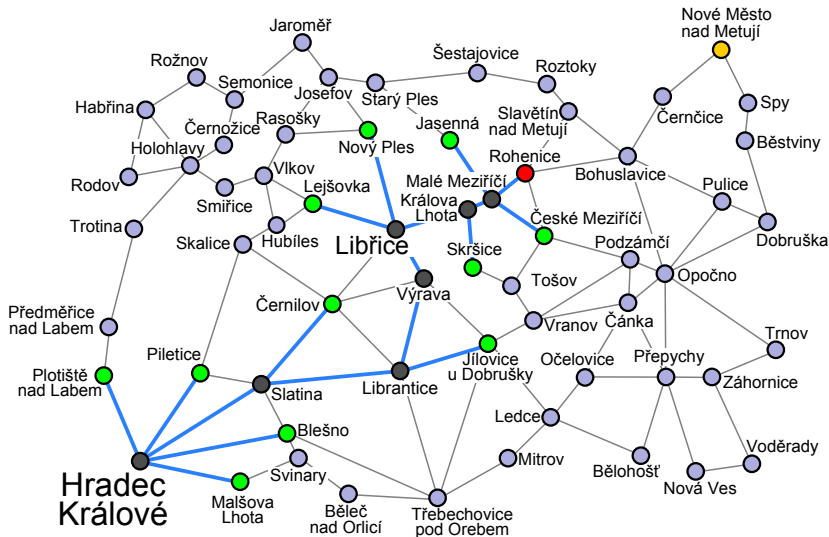 Nové Město
nad Metují
Jaroměř
Šestajovice
Rožnov
Semonice
Josefov
Starý Ples
Roztoky
Habřina
Černožice
Rasošky
Nový Ples
Jasenná
Slavětín
nad Metují
Černčice
Spy
Běstviny
Holohlavy
Rohenice
Bohuslavice
Rodov
Smiřice
Vlkov
Lejšovka
Malé Meziříčí
Králova
Lhota
Pulice
Trotina
Hubíles
Skalice
Libřice
Skršice
České Meziříčí
Podzámčí
Dobruška
Tošov
Opočno
Výrava
Černilov
Předměřice
nad Labem
Vranov
Čánka
Trnov
Piletice
Plotiště
nad Labem
Slatina
Librantice
Jílovice
u Dobrušky
Očelovice
Přepychy
Záhornice
Blešno
Ledce
Hradec
Králové
Malšova
Lhota
Svinary
Mitrov
Bělohošť
Voděrady
Nová Ves
Běleč
nad Orlicí
Třebechovice
pod Orebem